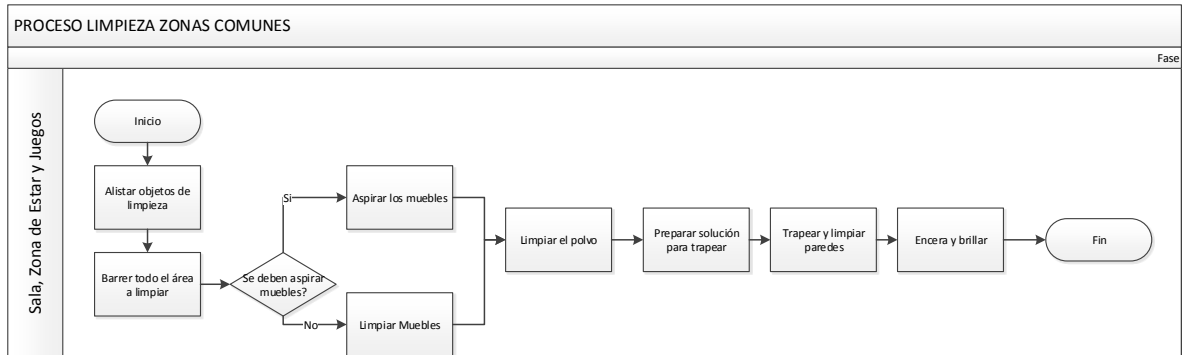 PROCESO LIMPIEZA ZONAS COMUNES
Fase
Sala, Zona de Estar y Juegos
Inicio
Alistar objetos de
limpieza
Barrer todo el área
a limpiar
Se deben aspirar
muebles?
Si
Aspirar los muebles
No
Limpiar Muebles
Limpiar el polvo
Preparar solución
para trapear
Trapear y limpiar
paredes
Encera y brillar
Fin